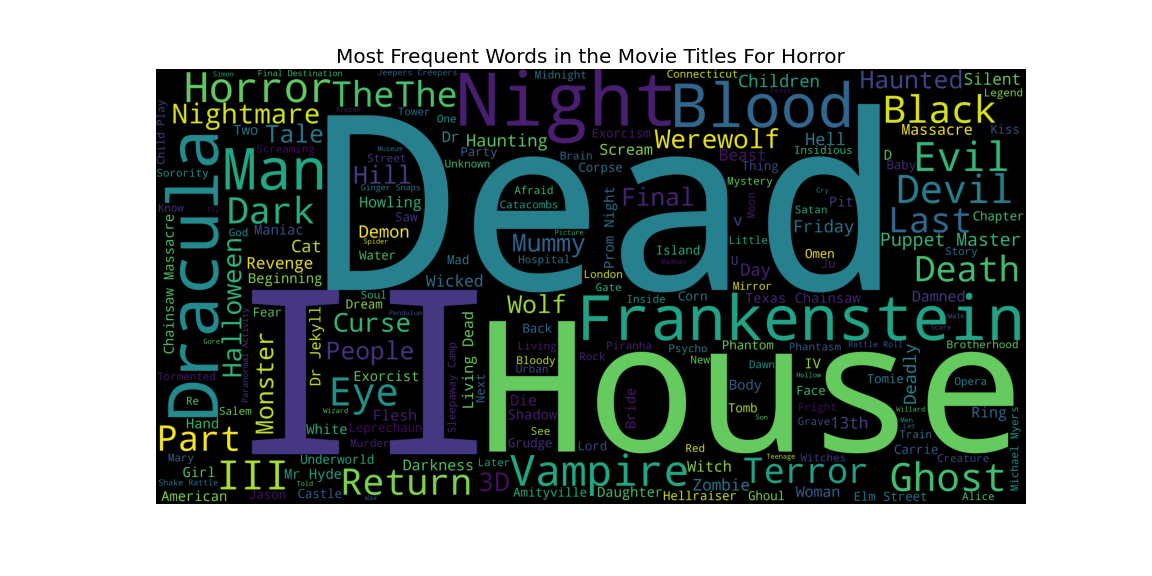 Most Frequent Words in the Movie Titles For Horror
Simon Final Destination Jeepers Creepers Midnight Connecticut
Horror TheThe Night Blood Children Haunted Silent
Legend
Nightmare Tower One Frozen Feast Black
Child Play Two Tale Dr Haunting Exorcism Werewolf Hell Massacre Kiss
Screaming Street Museum Party Brain Scream Beast Insidious D Evil
Sorority Man Hill Unknown Corpse Thing Baby
Ginger Snaps Afraid Mystery Cry Devil
Dracula Dead
Dark Howling Catacombs Prom Night Final Moon Satan Pit
Know Fly Saw v Friday Last Chapter
God Maniac Demon Mummy Little
Chainsaw Massacre Halloween Cat Spider Picture Island Puppet Master
Revenge Water Hospital Madman U Omen Story
Beginning Mad Wicked London Day Ju Death
Gate Mirror
Soul Wolf Inside Corn Texas Chainsaw Damned
II Dream Frankenstein
Fear Pendulum Walk
Curse Back Scare
Paranormal Activity Dr Jekyll Living Dead House
Gore People Living Rock Piranha Psycho Phantom Phantasm Rattle Roll Brotherhood
Tormented Monster Bloody New Dawn IV Deadly
Exorcist Urban Hollow
Eye Sleepaway Camp Next Body Face Tomie Opera
Re Wizard Die Bride Tomb Son Fright Willard Ring
Salem Flesh Shadow Grave 13th Men
Hand White Leprechaun See Let
Part Murder Grudge Lord Red Train Michael Myers
Mary Underworld Darkness Later Vampire Witch Teenage Witches Carrie Creature
Girl III Mr Hyde Return 3D Zombie Terror Ghost
Shake Rattle Told
American Jason Castle Wax Amityville Daughter Hellraiser Ghoul Woman Elm Street Alice